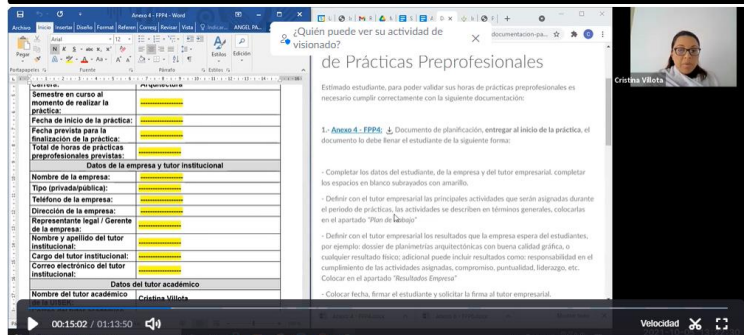 Anexo 4 - FPP4 - Word
ANGEL PA...
Archivo Inicio Insertar Diseño Format Referen Corresp Revisar Vista
Pegar
Arial 12
N K S
Estilos Edición
Portapapeles Fuente Párrafo Estilos
Carrera: Arquitectura
Semestre en curso al
momento de realizar la
práctica:
Fecha de inicio de la práctica:
Fecha prevista para la
finalización de la práctica:
Total de horas de prácticas
preprofesionales previstas:
Datos de la empresa y tutor institucional
Nombre de la empresa:
Tipo (privada/pública):
Teléfono de la empresa:
Dirección de la empresa:
Representante legal / Gerente
de la empresa:
Nombre y apellido del tutor
institucional:
Cargo del tutor institucional:
Correo electrónico del tutor
institucional:
Datos del tutor académico
Nombre del tutor académico
Cristina Villota
¿Quién puede ver su actividad de
visionado?
documentacion-pa...
de Prácticas Preprofesionales
Estimado estudiante, para poder validar sus horas de prácticas preprofesionales es
necesario cumplir correctamente con la siguiente documentación:
1.- Anexo 4 - FPP4: Documento de planificación, entregar al inicio de la práctica, el
documento lo debe llenar el estudiante de la siguiente forma:
- Completar los datos del estudiante, de la empresa y del tutor empresarial. completar
los espacios en blanco subrayados con amarillo.
- Definir con el tutor empresarial las principales actividades que serán asignadas durante
el periodo de prácticas, las actividades se describen en términos generales, colocarlas
en el apartado "Plan de trabajo"
- Definir con el tutor empresarial los resultados que la empresa espera del estudiantes,
por ejemplo: dossier de planimetrías arquitectónicas con buena calidad gráfica, o
cualquier resultado físico; adicional puede incluir resultados como: responsabilidad en el
cumplimiento de las actividades asignadas, compromiso, puntualidad, liderazgo, etc.
Colocar en el apartado "Resultados Empresa"
- Colocar fecha, firmar el estudiante y solicitar la firma al tutor empresarial.
Cristina Villota
00:15:02 / 01:13:50
Velocidad